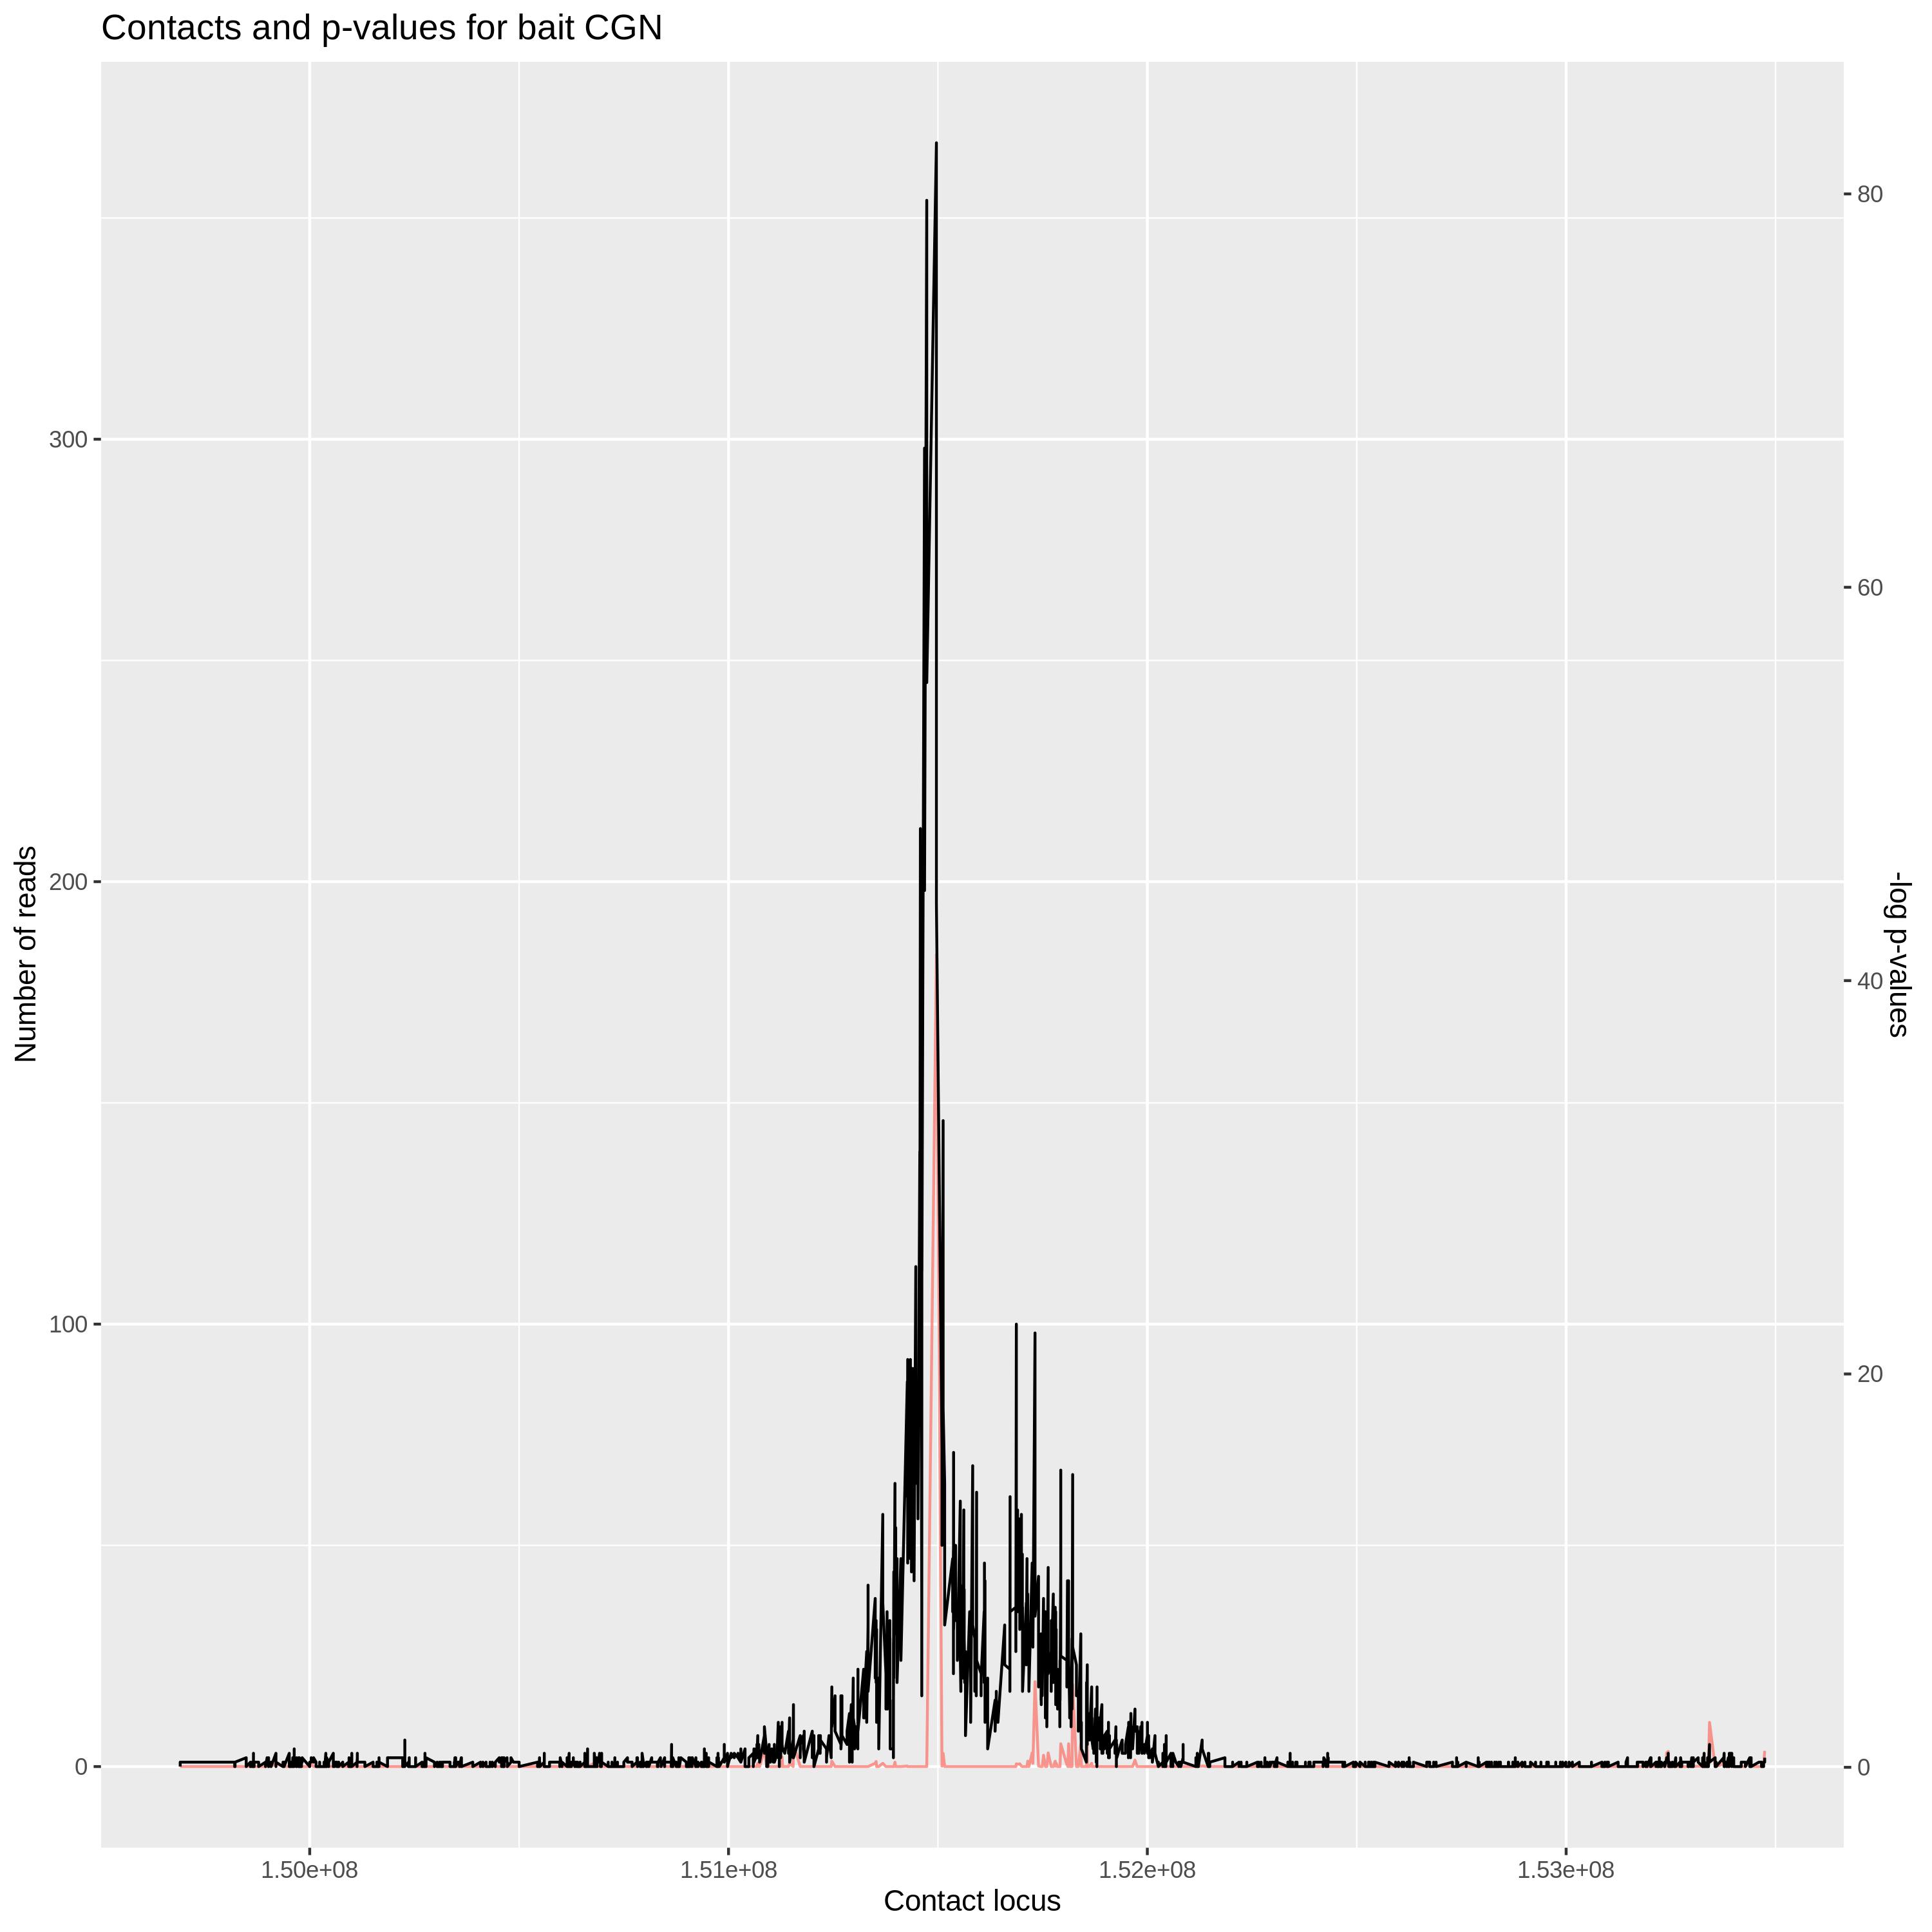 Contacts and p-values for bait CGN
Number of reads
300
200
100
0
80
60
40
20
0
-log p-values
1.50e+08
1.51e+08
1.52e+08
1.53e+08
Contact locus